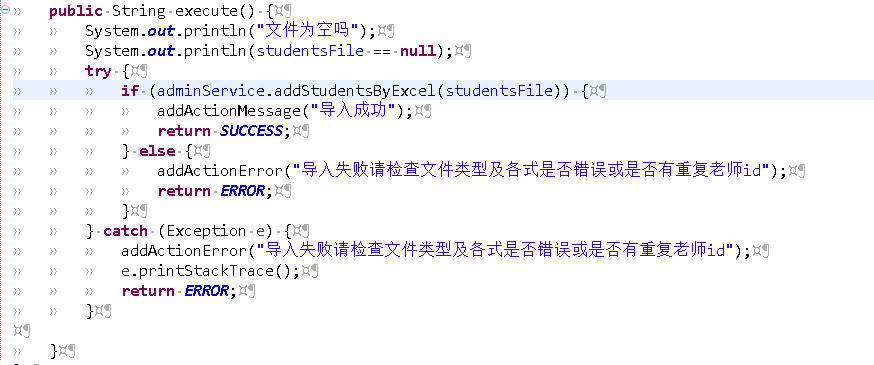 public String execute() {
System.out.println("文件为空吗");
System.out.println(studentsFile == null);
try {
if (adminService.addStudentsByExcel(studentsFile)) {
addActionMessage("导入成功");
return SUCCESS;
} else {
addActionError("导入失败请检查文件类型及各式是否错误或是否有重复老师id");
return ERROR;
}
} catch (Exception e) {
addActionError("导入失败请检查文件类型及各式是否错误或是否有重复老师id");
e.printStackTrace();
return ERROR;
}
}